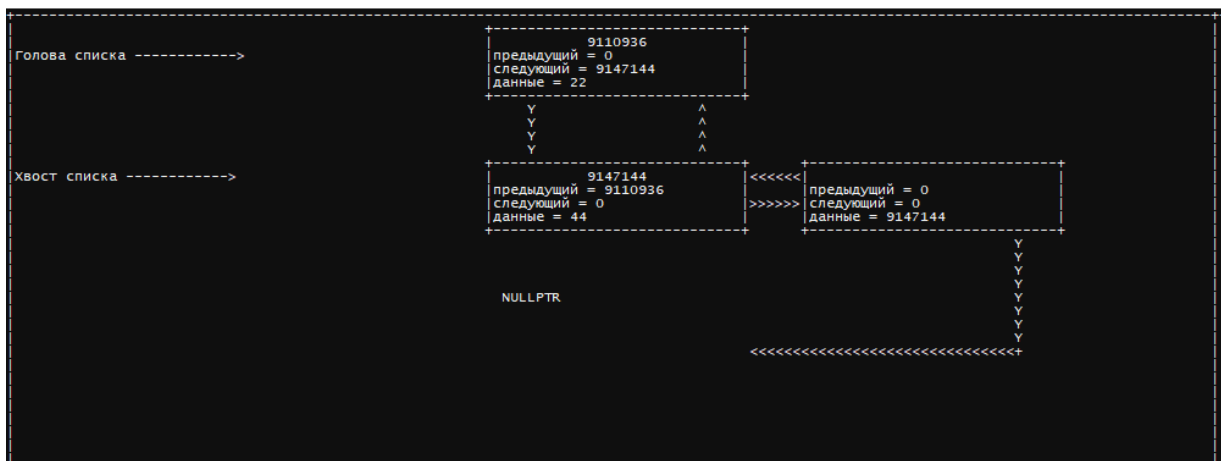 9110936
Голова списка ------------> предыдущий = 0
следующий = 9147144
данные = 22
Y ^
Y ^
Y ^
Y ^
Хвост списка ------------> 9147144 <<<<<<
предыдущий = 9110936 предыдущий = 0
следующий = 0 >>>>>> следующий = 0
данные = 44 данные = 9147144
Y
Y
Y
Y
NULLPTR Y
Y
Y
Y
<<<<<<<<<<<<<<<<<<<<<<<<<<<<<<<+